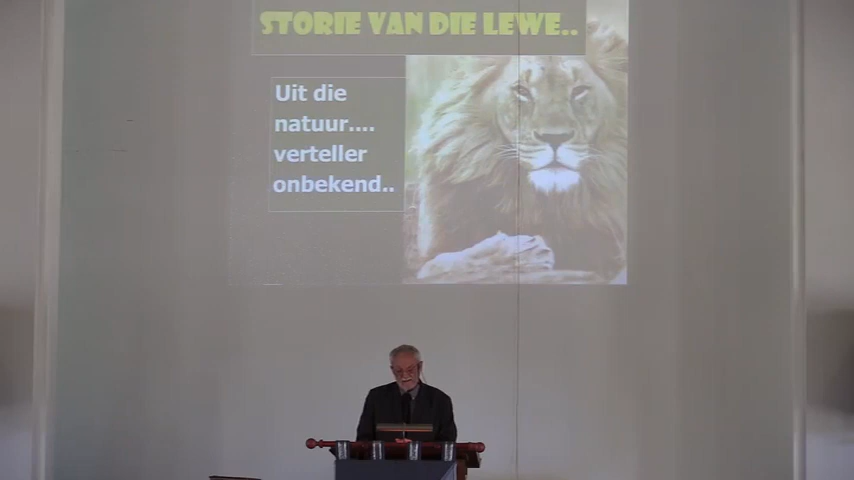 STORIE VAN DIE LEWE..
Uit die
natuur....
verteller
onbekend..